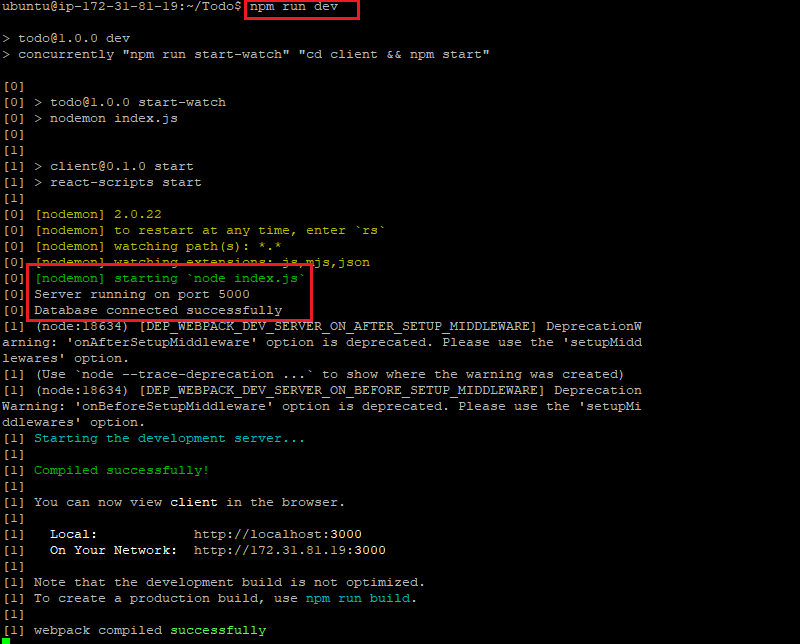 ubuntu@ip-172-31-81-19:~/Todo$ npm run dev

> todo@1.0.0 dev
> concurrently "npm run start-watch" "cd client && npm start"

[0]
[0] > todo@1.0.0 start-watch
[0] > nodemon index.js
[0]
[1]
[1] > client@0.1.0 start
[1] > react-scripts start
[1]
[0] [nodemon] 2.0.22
[0] [nodemon] to restart at any time, enter `rs`
[0] [nodemon] watching path(s): *.*
[0] [nodemon] watching extensions: js,mjs,json
[0] [nodemon] starting `node index.js`
[0] Server running on port 5000
[0] Database connected successfully
[1] (node:18634) [DEP_WEBPACK_DEV_SERVER_ON_AFTER_SETUP_MIDDLEWARE] DeprecationW
arning: 'onAfterSetupMiddleware' option is deprecated. Please use the 'setupMidd
lewares' option.
[1] (Use `node --trace-deprecation ...` to show where the warning was created)
[1] (node:18634) [DEP_WEBPACK_DEV_SERVER_ON_BEFORE_SETUP_MIDDLEWARE] Deprecation
Warning: 'onBeforeSetupMiddleware' option is deprecated. Please use the 'setupMi
ddlewares' option.
[1] Starting the development server...
[1]
[1] Compiled successfully!
[1]
[1] You can now view client in the browser.
[1]
[1]   Local:            http://localhost:3000
[1]   On Your Network:  http://172.31.81.19:3000
[1]
[1] Note that the development build is not optimized.
[1] To create a production build, use npm run build.
[1]
[1] webpack compiled successfully